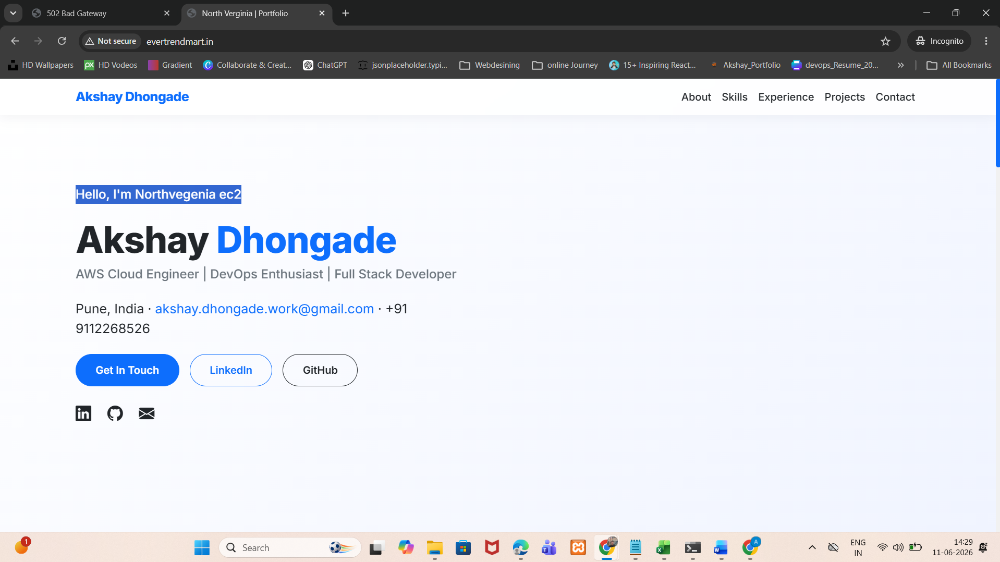 502 Bad Gateway
North Verginia | Portfolio
Not secure
evertrendmart.in
Incognito
HD Wallpapers
px HD Vodeos
Gradient
C Collaborate & Creat...
ChatGPT
jsonplaceholder.typi...
Webdesining
online Journey
15+ Inspiring React...
Akshay_Portfolio
devops_Resume_20...
»
All Bookmarks
Akshay Dhongade
About Skills Experience Projects Contact
Hello, I'm Northvegenia ec2
Akshay Dhongade
AWS Cloud Engineer | DevOps Enthusiast | Full Stack Developer
Pune, India · akshay.dhongade.work@gmail.com · +91
9112268526
Get In Touch
LinkedIn
GitHub
in
1
Search
A
ENG
IN
14:29
11-06-2026